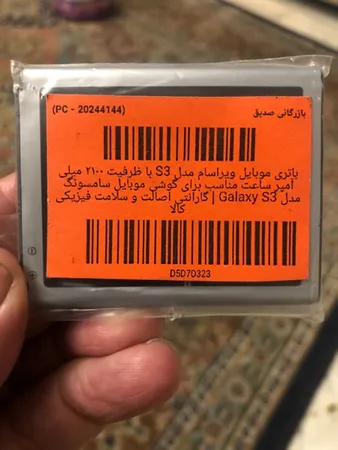 بازرگانی صدیق (PC - 20244144)
باتری موبایل ویراسام مدل S3 با ظرفیت ۲۱۰۰ میلی
آمپر ساعت مناسب برای گوشی موبایل سامسونگ
مدل Galaxy S3 | گارانتی اصالت و سلامت فیزیکی
کالا
D5D70323